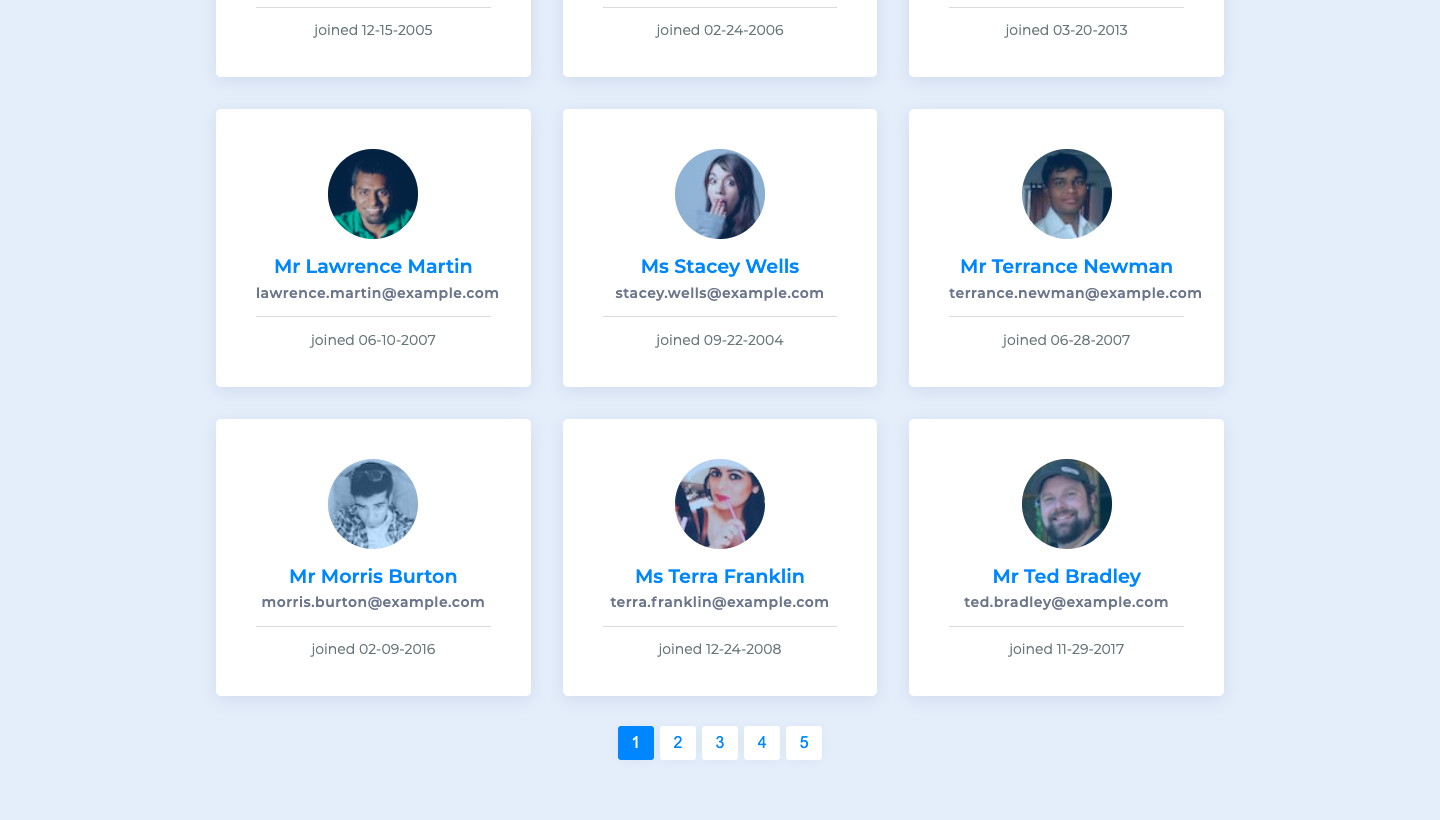 joined 12-15-2005
joined 02-24-2006
joined 03-20-2013
Mr Lawrence Martin
lawrence.martin@example.com
joined 06-10-2007
Ms Stacey Wells
stacey.wells@example.com
joined 09-22-2004
Mr Terrance Newman
terrance.newman@example.com
joined 06-28-2007
Mr Morris Burton
morris.burton@example.com
joined 02-09-2016
Ms Terra Franklin
terra.franklin@example.com
joined 12-24-2008
Mr Ted Bradley
ted.bradley@example.com
joined 11-29-2017
1 2 3 4 5